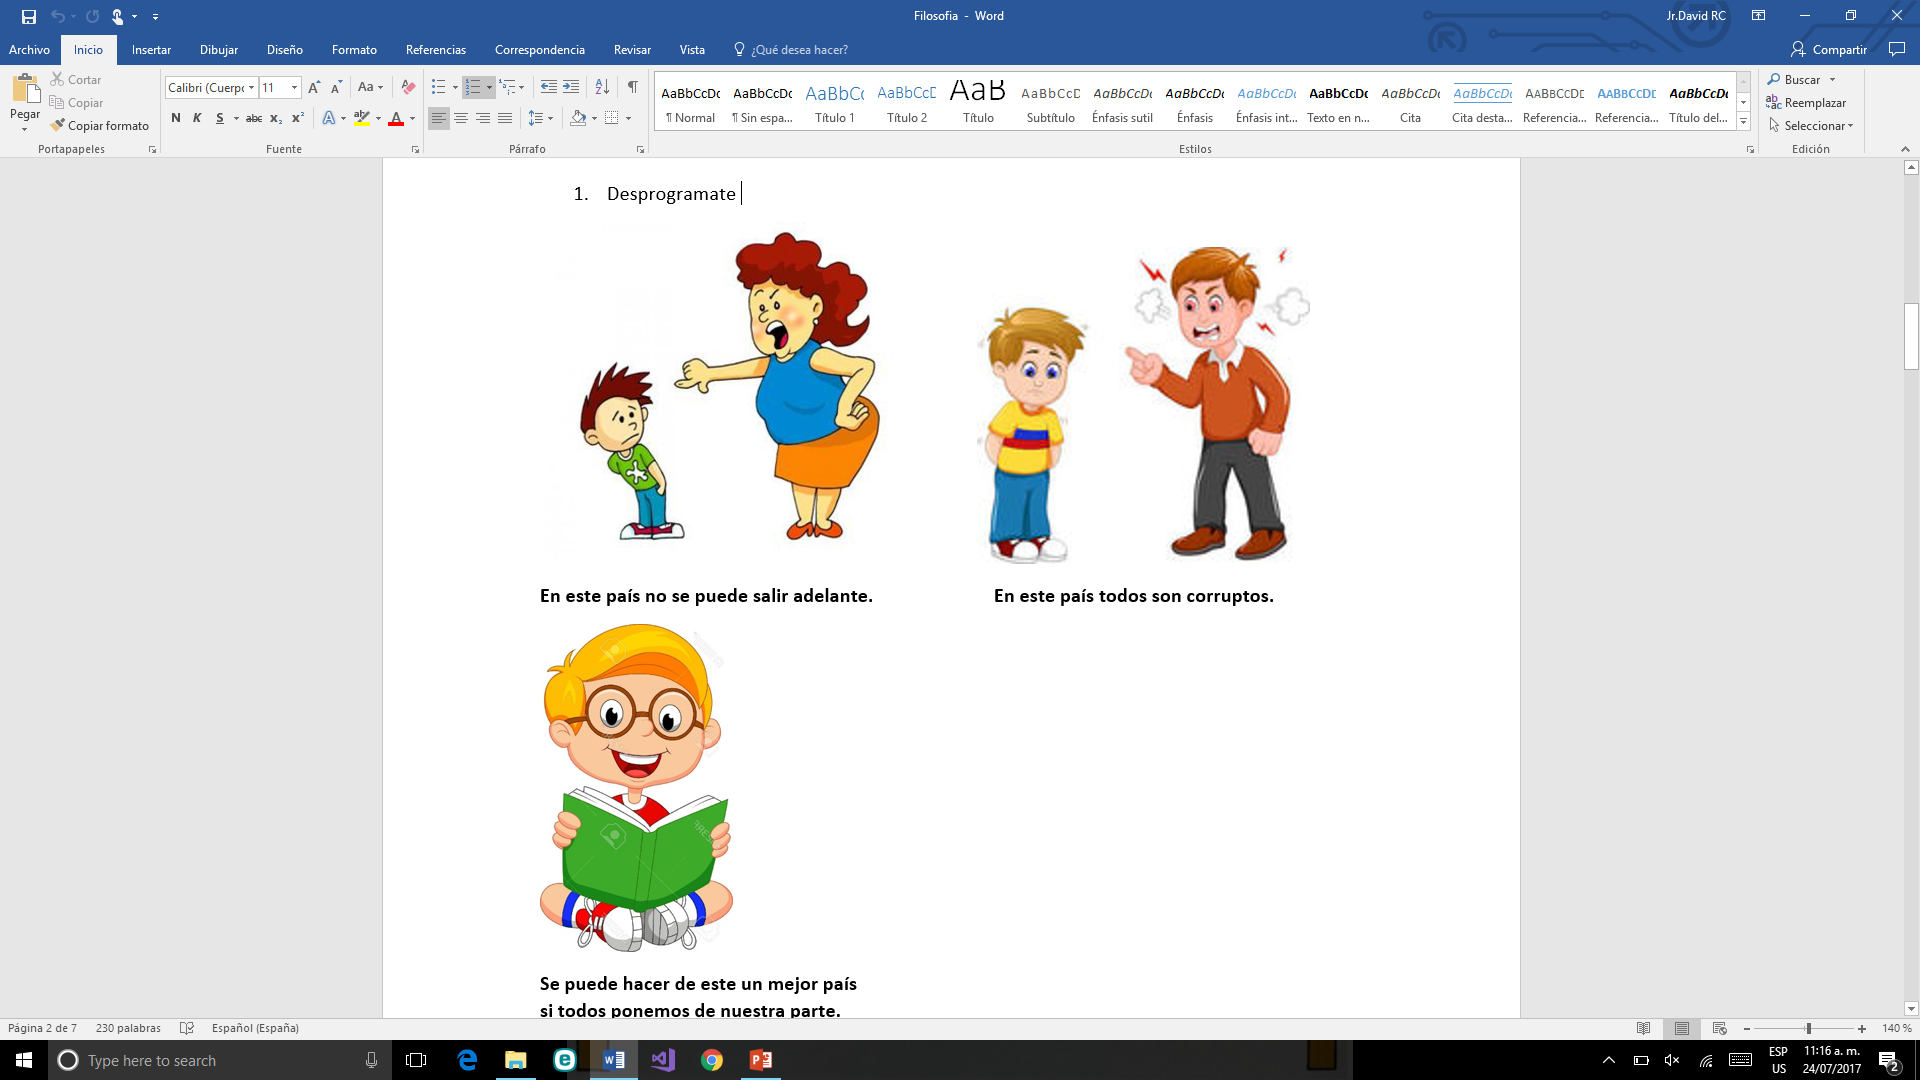 Filosofia - Word
Jr.David RC
Archivo Inicio Insertar Dibujar Diseño Formato Referencias Correspondencia Revisar Vista ¿Qué desea hacer? Compartir
Pegar
Cortar
Copiar
Copiar formato
Portapapeles
Calibri (Cuerp 11
N K S abc x₂ x²
Fuente
Párrafo
AaBbCcDc AaBbCcDc AaBbCc AaBbCcD AaB AaBbCcD AaBbCcDc AaBbCcDc AaBbCcDc AaBbCcDc AaBbCcDc AaBbCcDc AABBCCDD AABBCCDD AaBbCcDc
¶ Normal ¶ Sin espa... Título 1 Título 2 Título Subtítulo Énfasis sutil Énfasis Énfasis int... Texto en n... Cita Cita desta... Referencia... Referencia... Título del...
Estilos
Buscar
Reemplazar
Seleccionar
Edición
1. Desprogramate
En este país no se puede salir adelante.
En este país todos son corruptos.
Se puede hacer de este un mejor país
si todos ponemos de nuestra parte.
Página 2 de 7 230 palabras Español (España)
140 %
Type here to search
ESP
US
11:16 a. m.
24/07/2017
2